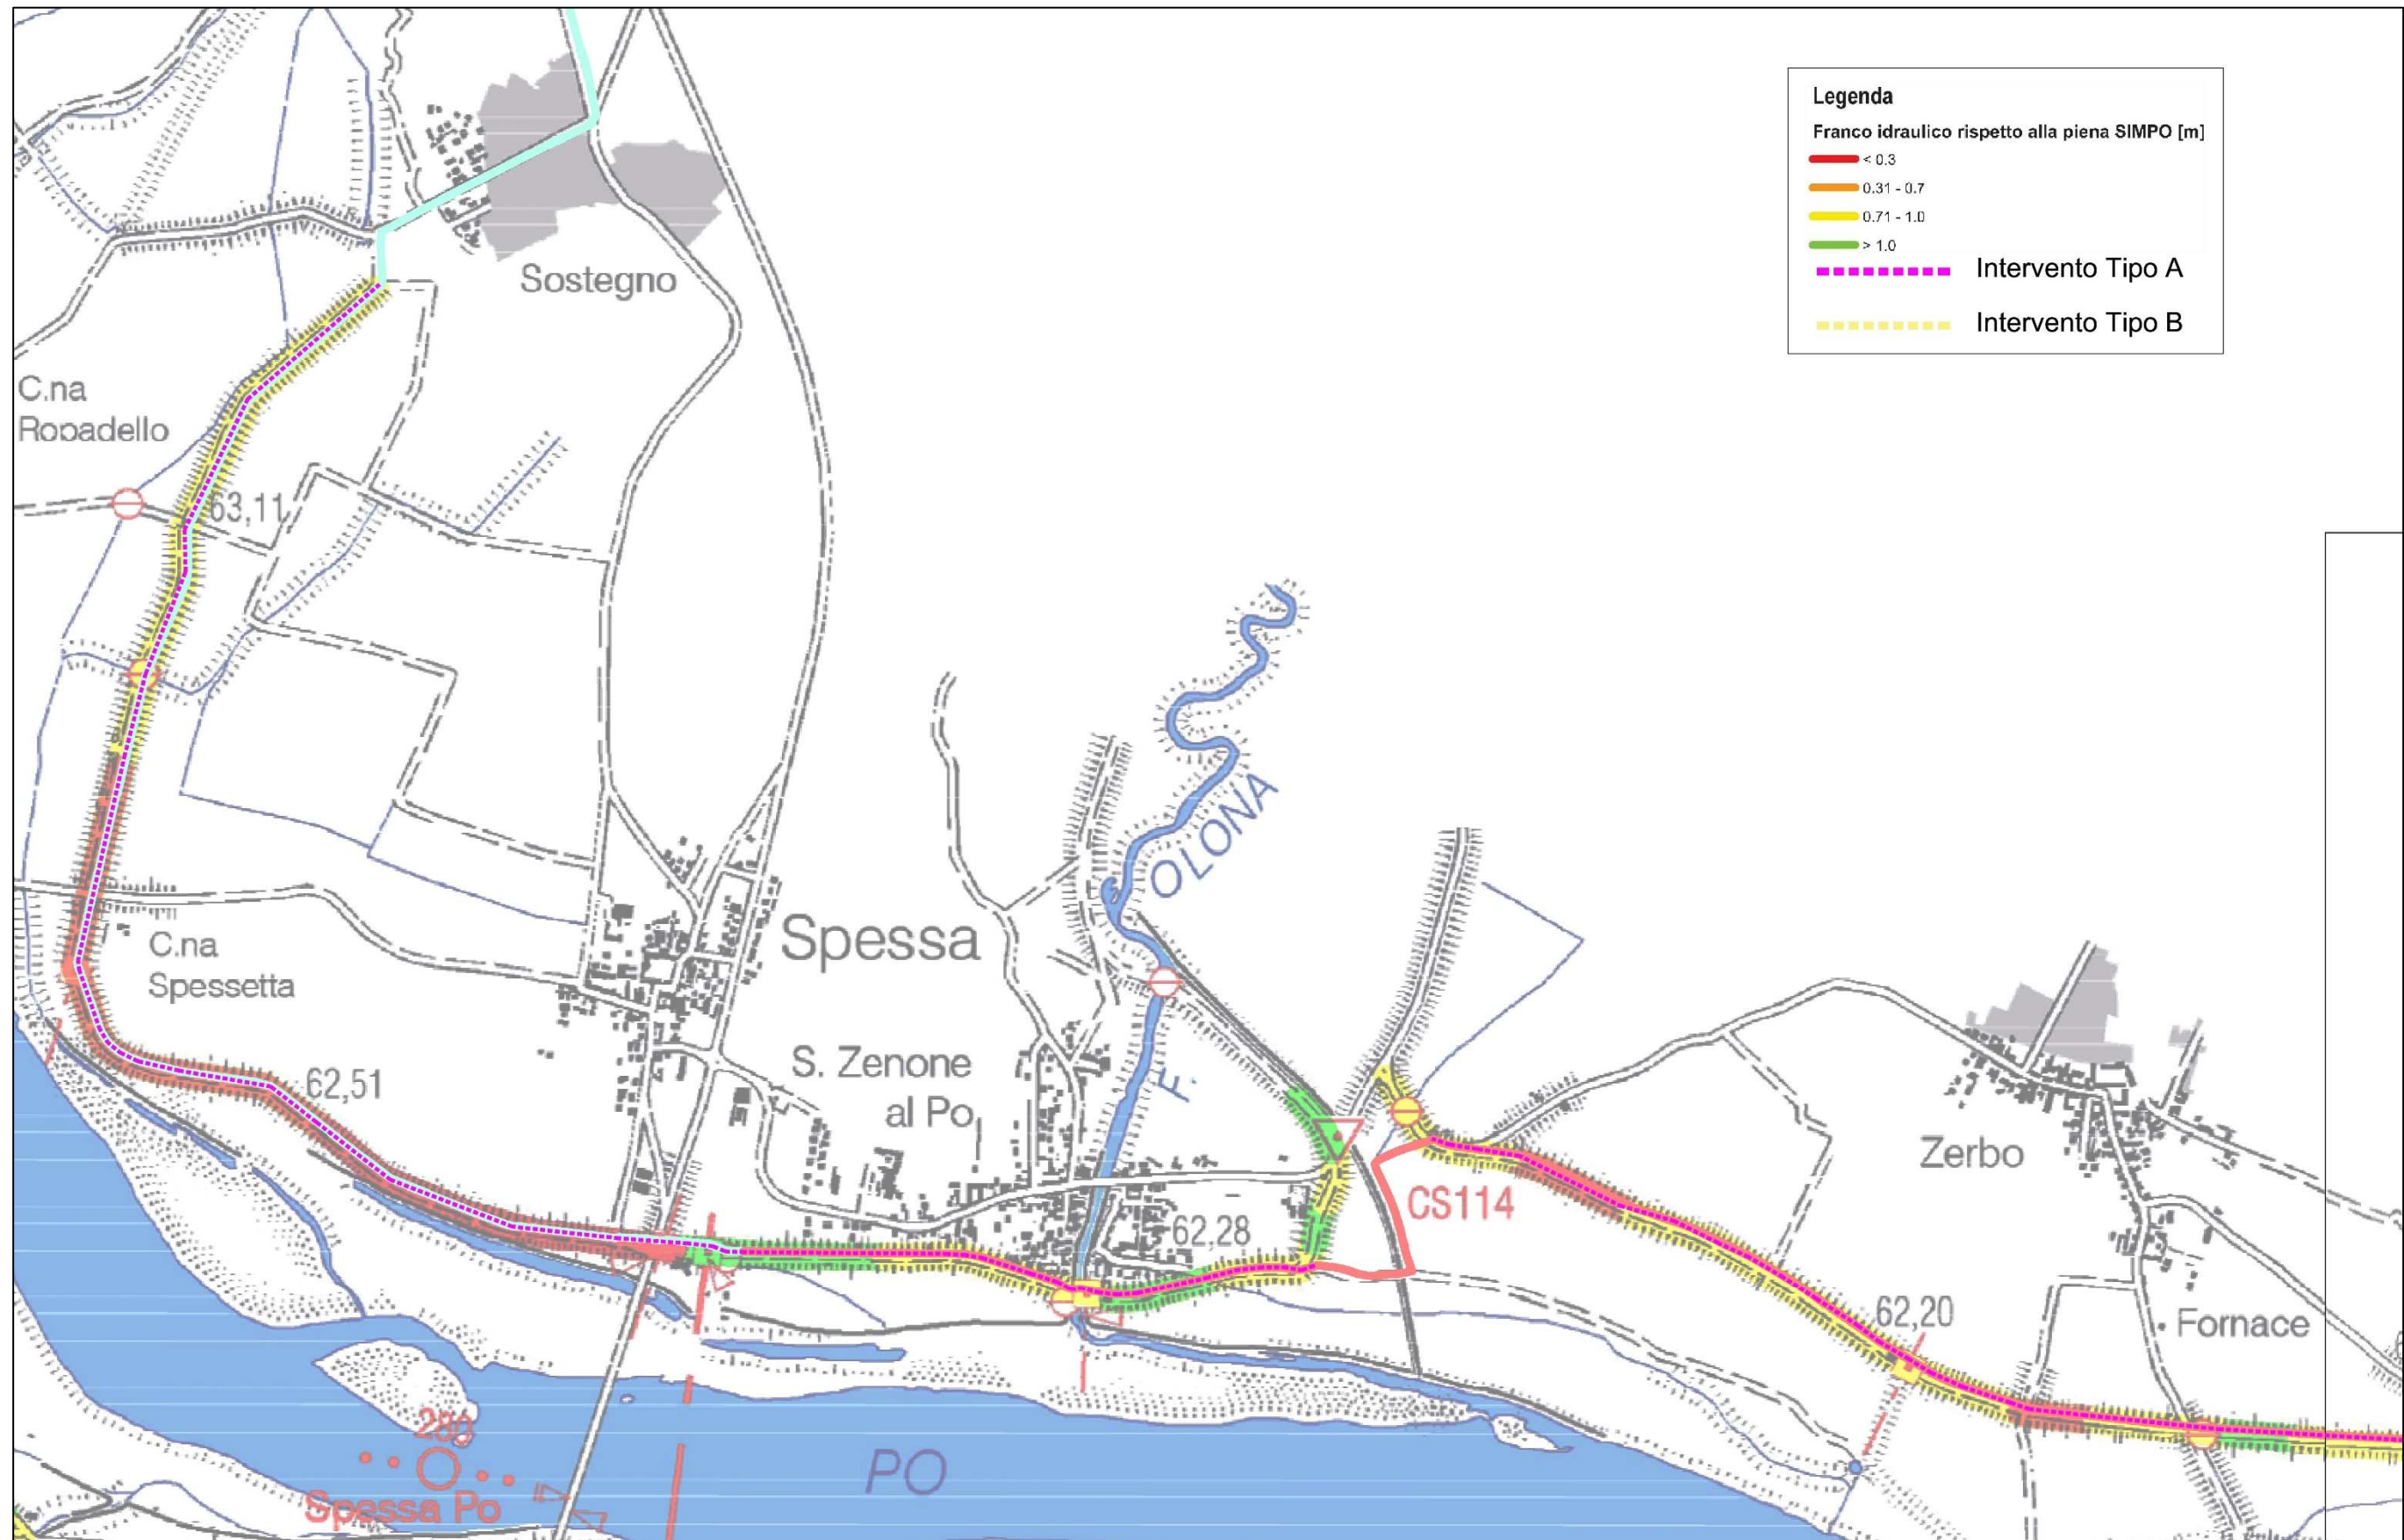 Legenda
Franco idraulico rispetto alla piena SIMPO [m]
< 0.3
0.31 - 0.7
0.71 - 1.0
> 1.0
Intervento Tipo A
Intervento Tipo B
Sostegno
C.na
Ropadello
63,11
OLONA
F.
Spessa
C.na
Spessetta
S. Zenone
al Po
62,51
Zerbo
CS114
62,28
62,20
Fornace
280
Spessa Po
PO